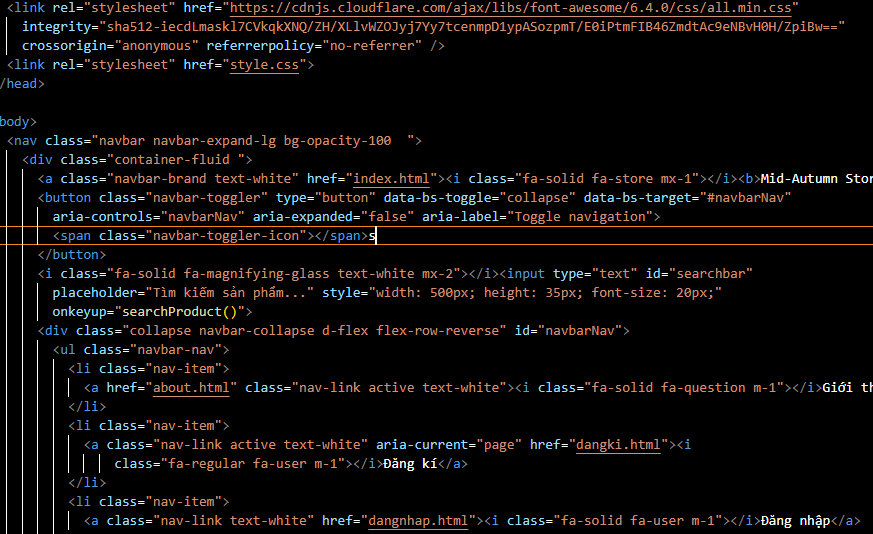 <link rel="stylesheet" href="https://cdnjs.cloudflare.com/ajax/libs/font-awesome/6.4.0/css/all.min.css"
integrity="sha512-iecdLmaskl7CVkqkXNQ/ZH/XLlvWZOJyj7Yy7tcenmpD1ypASozpmT/E0iPtmFIB46ZmdtAc9eNBvH0H/ZpiBw=="
crossorigin="anonymous" referrerpolicy="no-referrer" />
<link rel="stylesheet" href="style.css">
/head>
body>
<nav class="navbar navbar-expand-lg bg-opacity-100  ">
<div class="container-fluid ">
<a class="navbar-brand text-white" href="index.html"><i class="fa-solid fa-store mx-1"></i><b>Mid-Autumn Stor
<button class="navbar-toggler" type="button" data-bs-toggle="collapse" data-bs-target="#navbarNav"
aria-controls="navbarNav" aria-expanded="false" aria-label="Toggle navigation">
<span class="navbar-toggler-icon"></span>s
</button>
<i class="fa-solid fa-magnifying-glass text-white mx-2"></i><input type="text" id="searchbar"
placeholder="Tìm kiếm sản phẩm..." style="width: 500px; height: 35px; font-size: 20px;"
onkeyup="searchProduct()">
<div class="collapse navbar-collapse d-flex flex-row-reverse" id="navbarNav">
<ul class="navbar-nav">
<li class="nav-item">
<a href="about.html" class="nav-link active text-white"><i class="fa-solid fa-question m-1"></i>Giới th
</li>
<li class="nav-item">
<a class="nav-link active text-white" aria-current="page" href="dangki.html"><i
class="fa-regular fa-user m-1"></i>Đăng kí</a>
</li>
<li class="nav-item">
<a class="nav-link text-white" href="dangnhap.html"><i class="fa-solid fa-user m-1"></i>Đăng nhập</a>